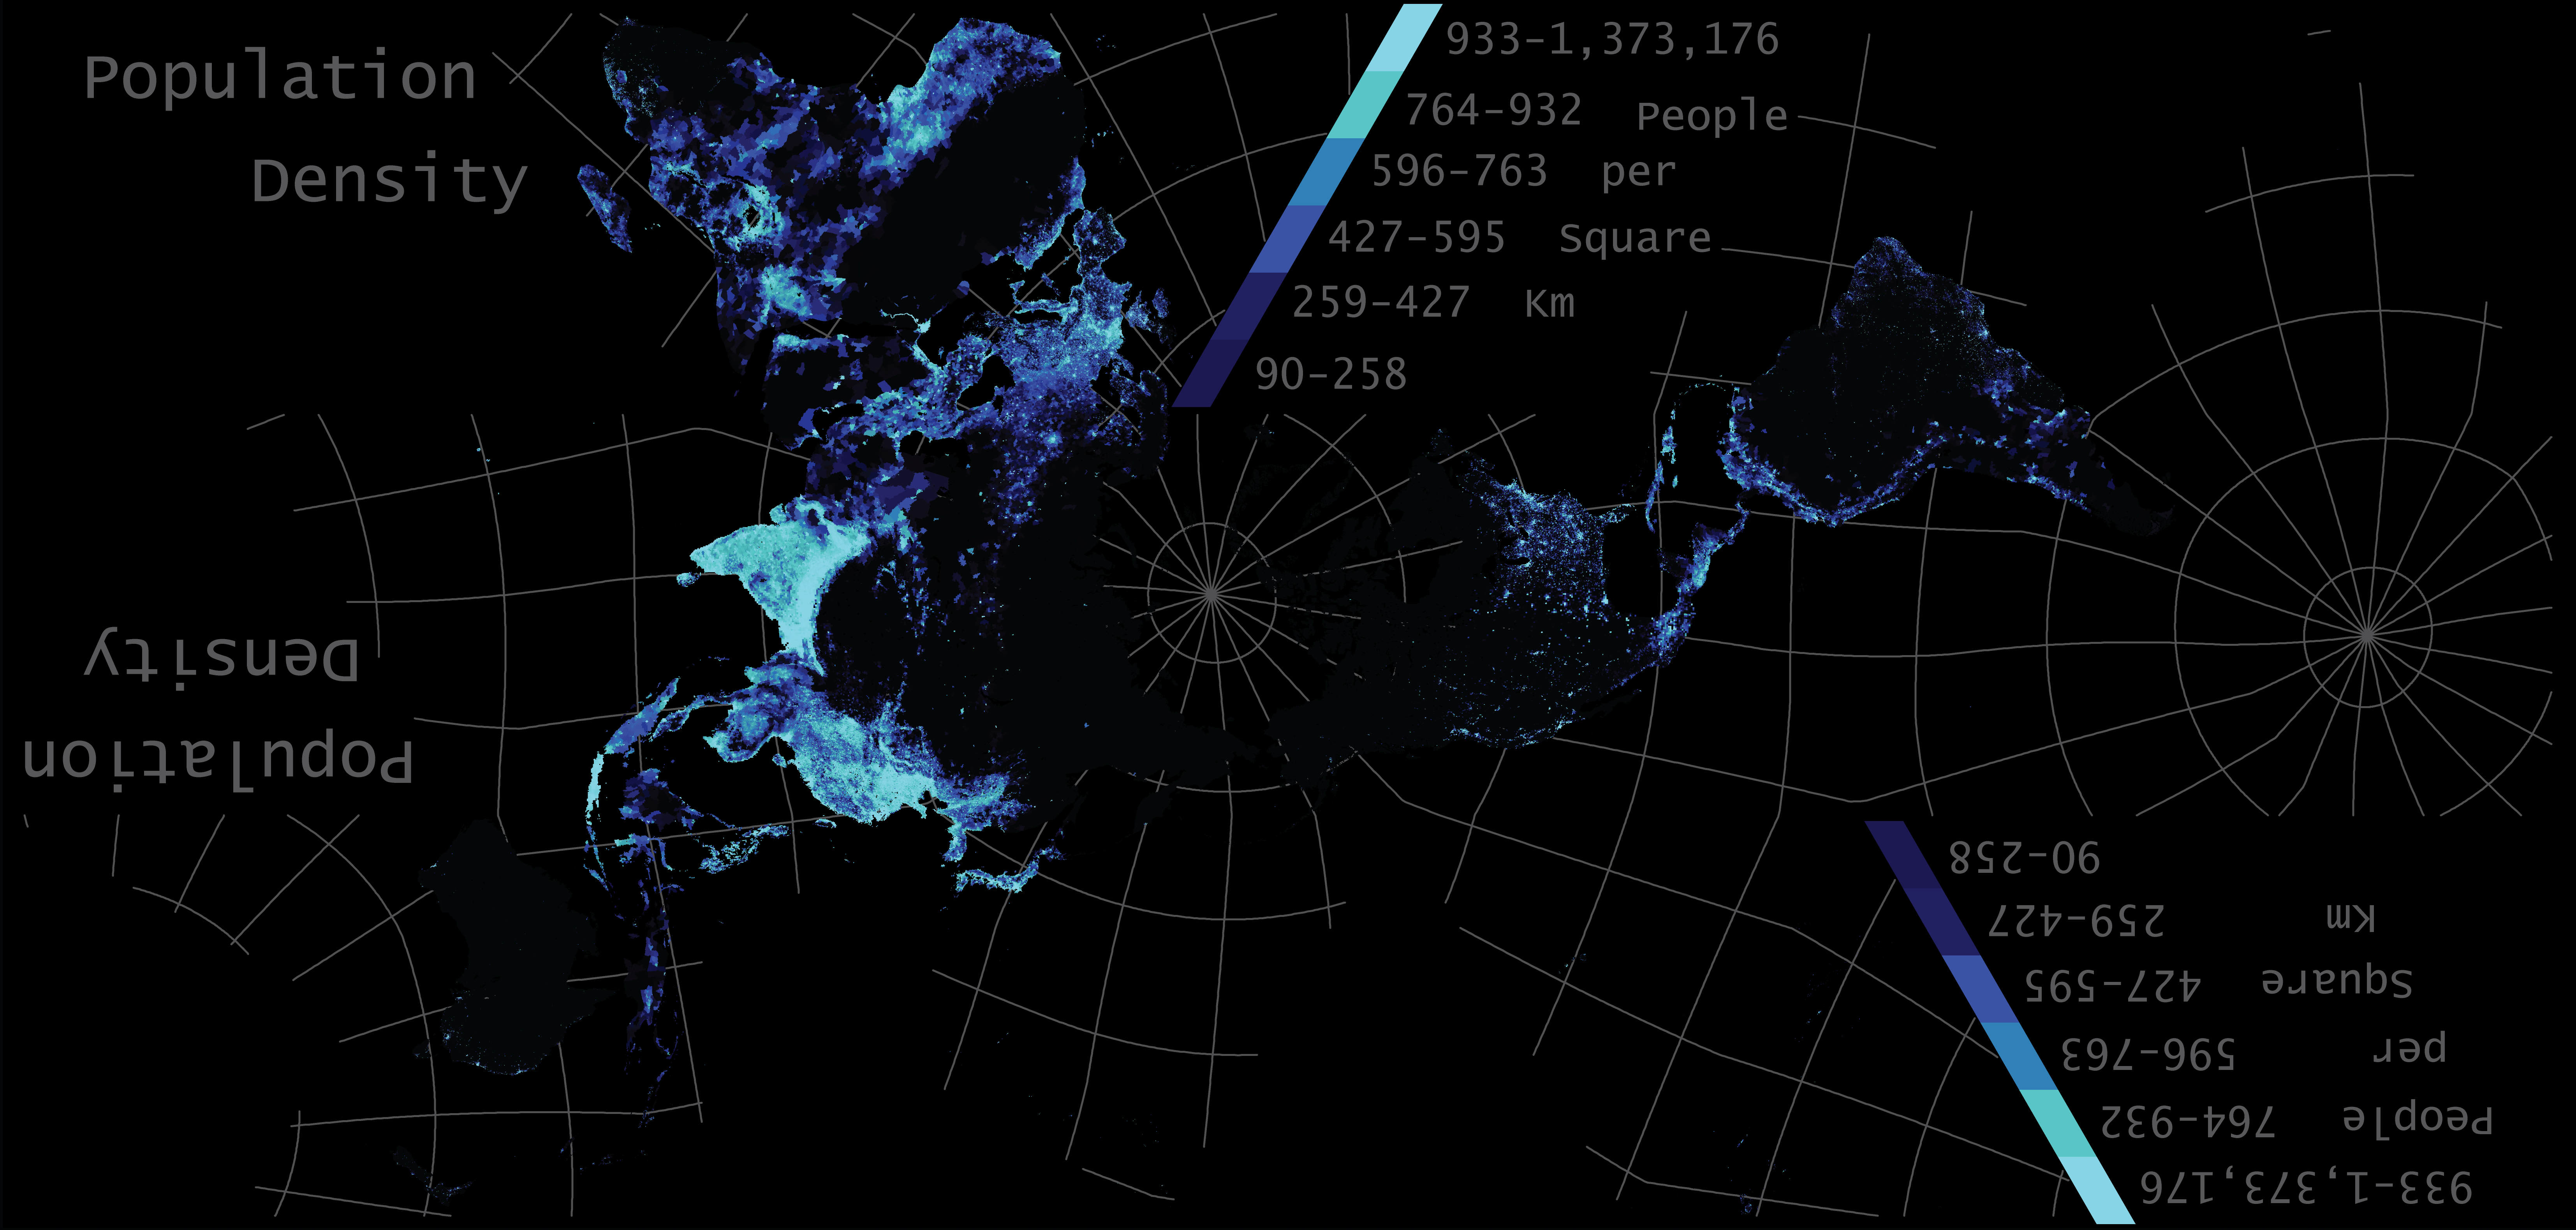 Population
Density
933-1,373,176
764-932 People
596-763 per
427-595 Square
259-427 Km
90-258
Density
Population
90-258
259-427 Km
427-595 Square
596-763 per
764-932 People
933-1,373,176